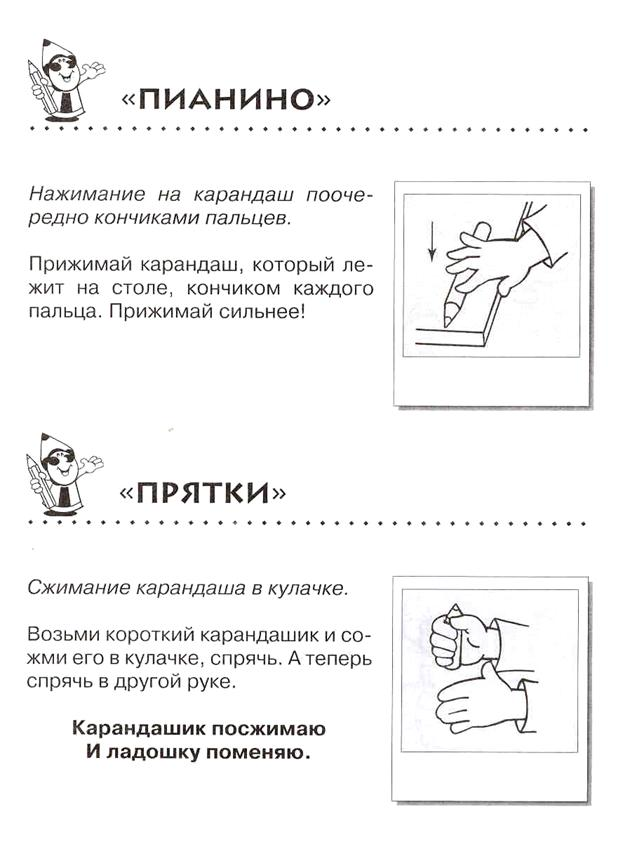 «ПИАНИНО»
Нажимание на карандаш пооче-
редно кончиками пальцев.
Прижимай карандаш, который ле-
жит на столе, кончиком каждого
пальца. Прижимай сильнее!
«ПРЯТКИ»
Сжимание карандаша в кулачке.
Возьми короткий карандашик и со-
жми его в кулачке, спрячь. А теперь
спрячь в другой руке.
Карандашик посжимаю
И ладошку поменяю.